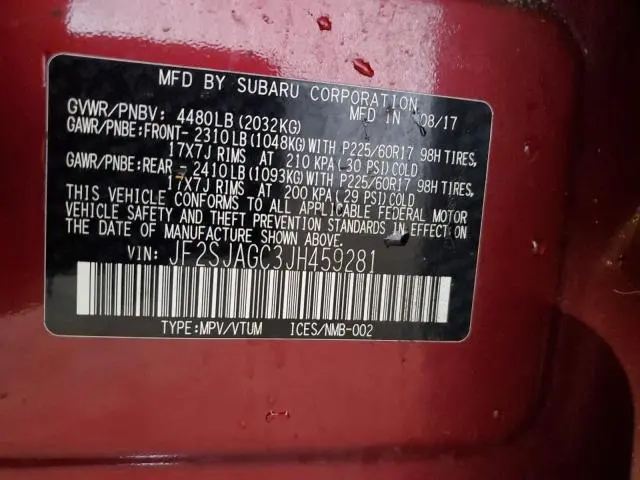 MFD BY SUBARU CORPORATION
GVWR/PNBV: 4480LB (2032KG) MFD IN 08/17
GAWR/PNBE:FRONT- 2310LB (1048KG) WITH P225/60R17 98H TIRES,
17X7J RIMS AT 210 KPA (30 PSI) COLD
GAWR/PNBE:REAR - 2410LB (1093KG) WITH P225/60R17 98H TIRES,
17X7J RIMS AT 200 KPA (29 PSI) COLD
THIS VEHICLE CONFORMS TO ALL APPLICABLE FEDERAL MOTOR
VEHICLE SAFETY AND THEFT PREVENTION STANDARDS IN EFFECT ON
THE DATE OF MANUFACTURE SHOWN ABOVE.
VIN: JF2SJAGC3JH459281
TYPE:MPV/VTUM ICES/NMB-002